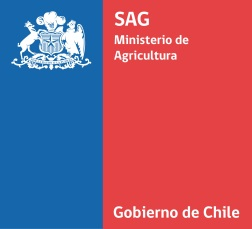 SAG
Ministerio de
Agricultura
Gobierno de Chile